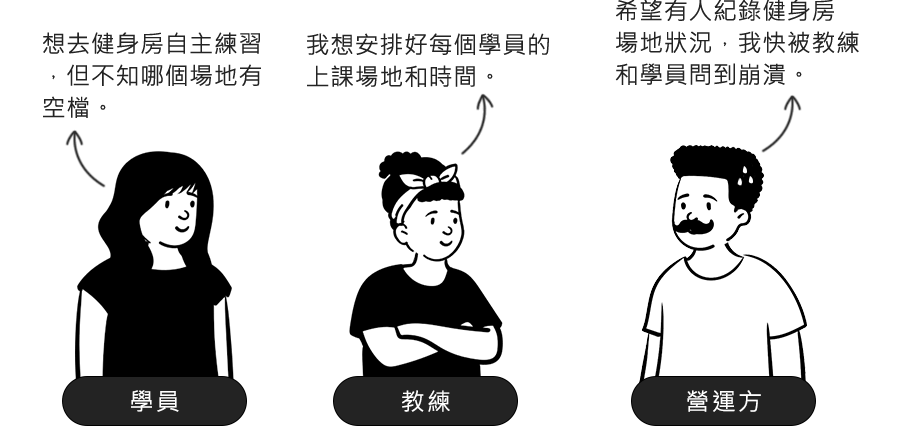 想去健身房自主練習
，但不知哪個場地有
空檔。
學員
我想安排好每個學員的
上課場地和時間。
教練
希望有人紀錄健身房
場地狀況，我快被教練
和學員問到崩潰。
營運方